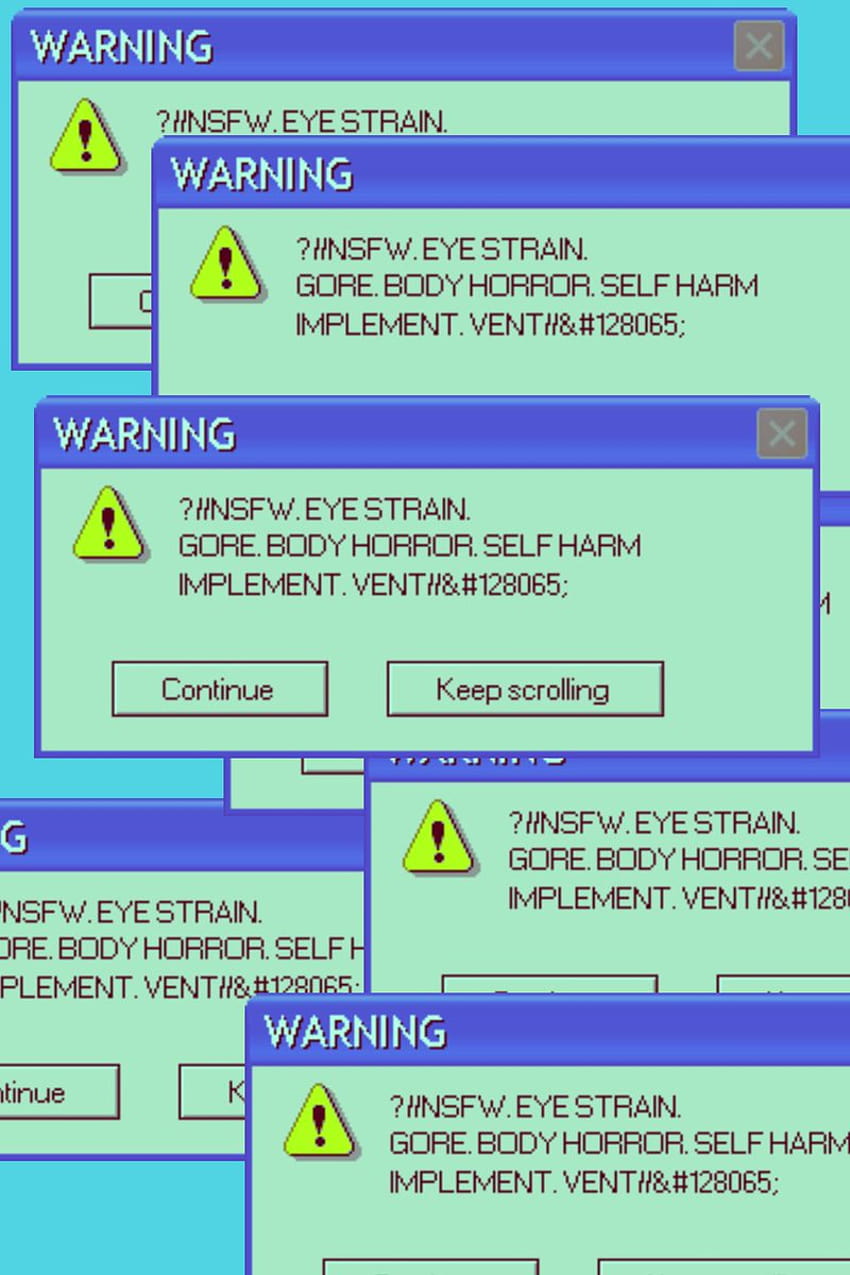 WARNING
?//NSFW. EYE STRAIN.
WARNING
?//NSFW. EYE STRAIN.
GORE. BODY HORROR. SELF HARM
IMPLEMENT. VENT//&#128065;
WARNING
?//NSFW. EYE STRAIN.
GORE. BODY HORROR. SELF HARM
IMPLEMENT. VENT//&#128065;
Continue Keep scrolling
?//NSFW. EYE STRAIN.
GORE. BODY HORROR. SE
IMPLEMENT. VENT//&#128
G
/NSFW. EYE STRAIN.
ORE. BODY HORROR. SELF H
PLEMENT. VENT//&#128065;
ntinue K
WARNING
?//NSFW. EYE STRAIN.
GORE. BODY HORROR. SELF HARM
IMPLEMENT. VENT//&#128065;